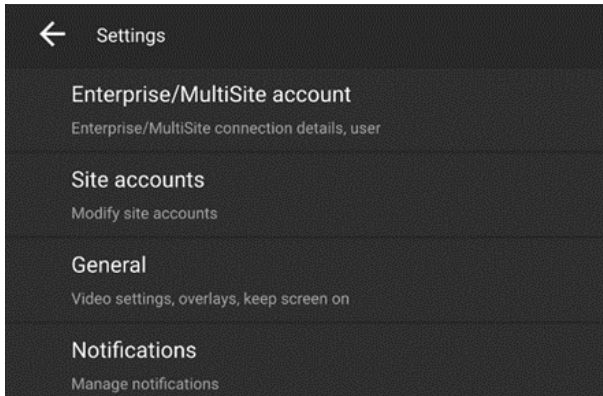 Settings
Enterprise/MultiSite account
Enterprise/MultiSite connection details, user
Site accounts
Modify site accounts
General
Video settings, overlays, keep screen on
Notifications
Manage notifications